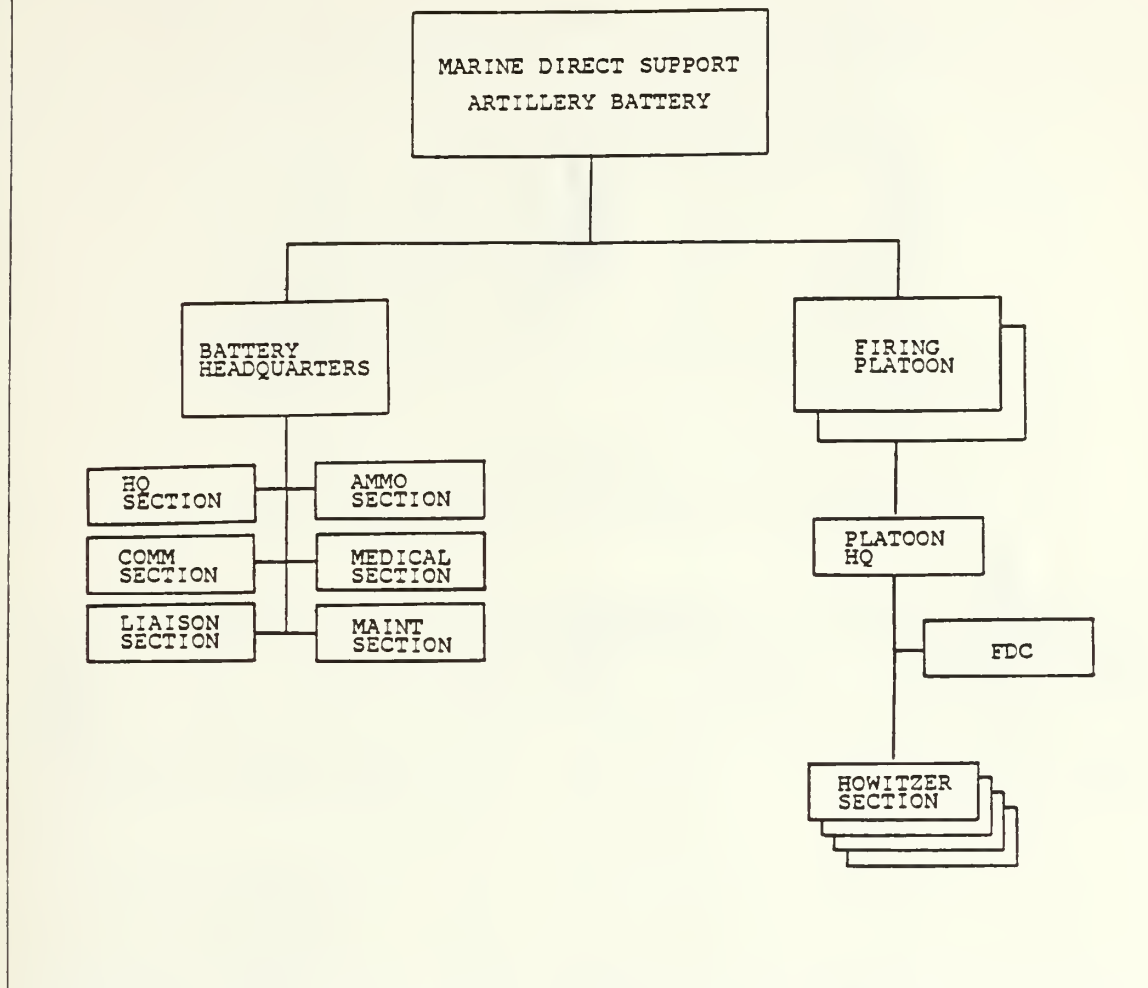 MARINE DIRECT SUPPORT
ARTILLERY BATTERY
BATTERY
HEADQUARTERS
FIRING
PLATOON
HQ
SECTION
AMMO
SECTION
COMM
SECTION
MEDICAL
SECTION
LIAISON
SECTION
MAINT
SECTION
PLATOON
HQ
FDC
HOWITZER
SECTION